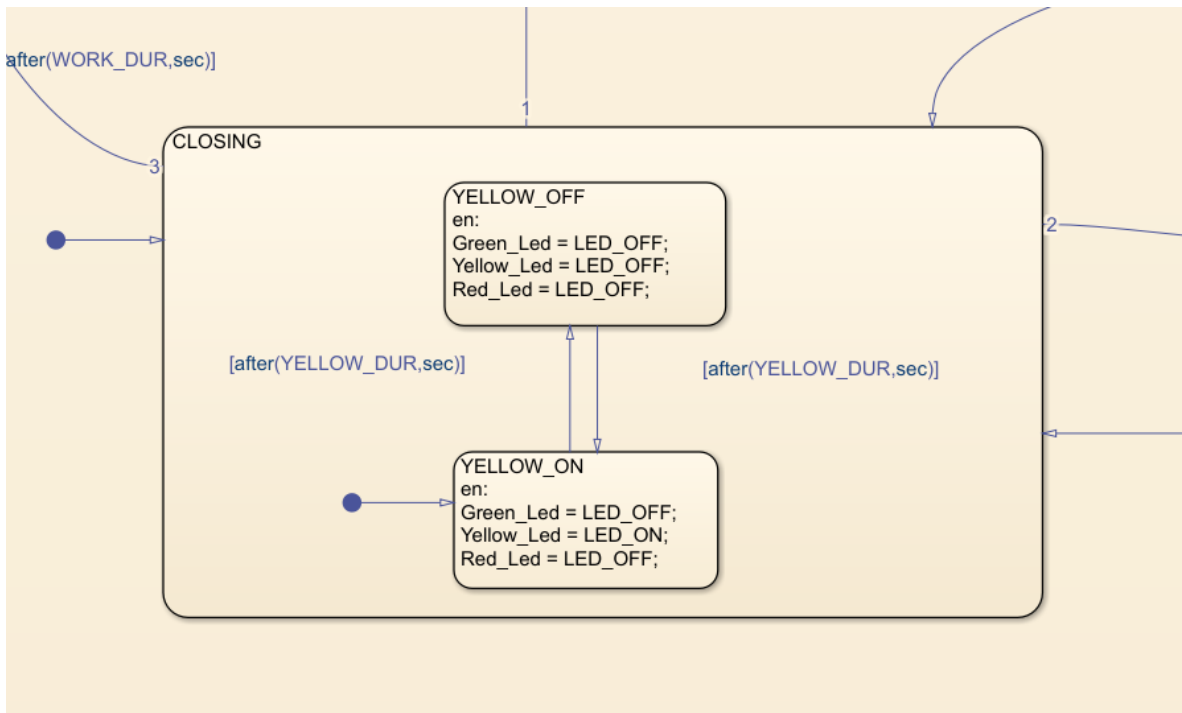 after(WORK_DUR,sec)]
1
CLOSING
3
YELLOW_OFF
en:
Green_Led = LED_OFF;
Yellow_Led = LED_OFF;
Red_Led = LED_OFF;
2
[after(YELLOW_DUR,sec)]
[after(YELLOW_DUR,sec)]
YELLOW_ON
en:
Green_Led = LED_OFF;
Yellow_Led = LED_ON;
Red_Led = LED_OFF;